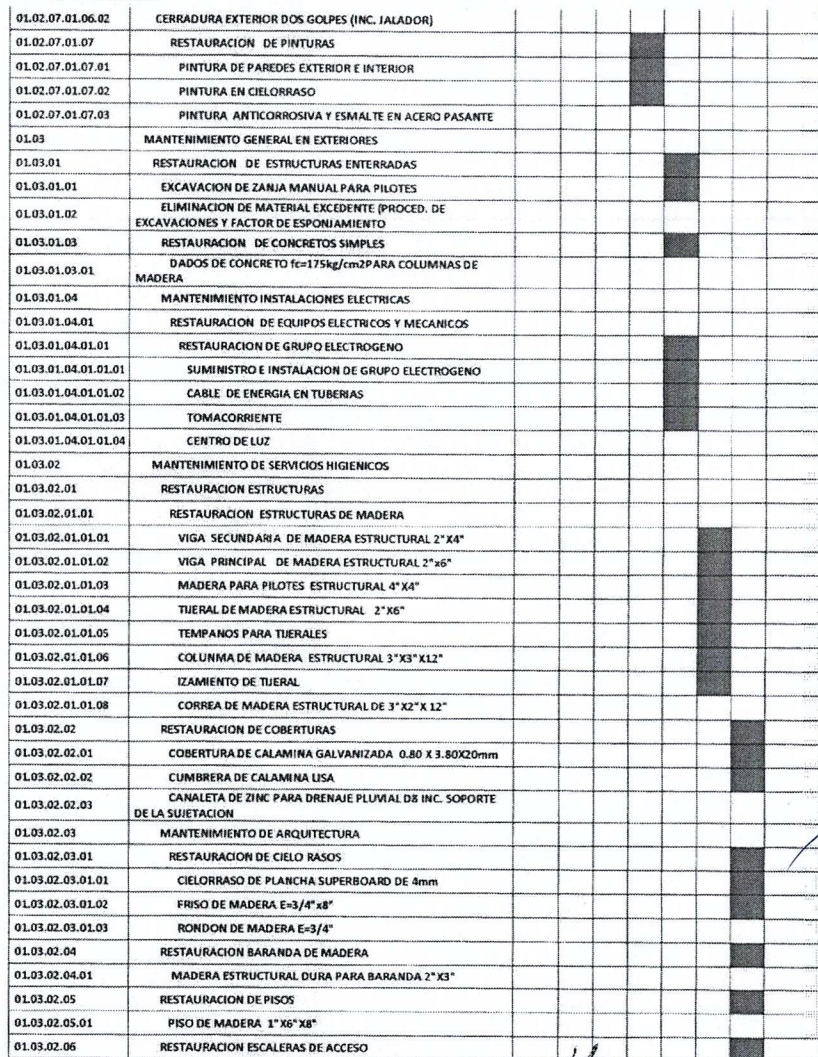 01.02.07.01.06.02 CERRADURA EXTERIOR DOS GOLPES (INC. JALADOR)
01.02.07.01.07 RESTAURACION DE PINTURAS
01.02.07.01.07.01 PINTURA DE PAREDES EXTERIOR E INTERIOR
01.02.07.01.07.02 PINTURA EN CIELORRASO
01.02.07.01.07.03 PINTURA ANTICORROSIVA Y ESMALTE EN ACERO PASANTE
01.03 MANTENIMIENTO GENERAL EN EXTERIORES
01.03.01 RESTAURACION DE ESTRUCTURAS ENTERRADAS
01.03.01.01 EXCAVACION DE ZANJA MANUAL PARA PILOTES
01.03.01.02 ELIMINACION DE MATERIAL EXCEDENTE (PROCED. DE
EXCAVACIONES Y FACTOR DE ESPONJAMIENTO
01.03.01.03 RESTAURACION DE CONCRETOS SIMPLES
01.03.01.03.01 DADOS DE CONCRETO fc=175kg/cm2PARA COLUMNAS DE
MADERA
01.03.01.04 MANTENIMIENTO INSTALACIONES ELECTRICAS
01.03.01.04.01 RESTAURACION DE EQUIPOS ELECTRICOS Y MECANICOS
01.03.01.04.01.01 RESTAURACION DE GRUPO ELECTROGENO
01.03.01.04.01.01.01 SUMINISTRO E INSTALACION DE GRUPO ELECTROGENO
01.03.01.04.01.01.02 CABLE DE ENERGIA EN TUBERIAS
01.03.01.04.01.01.03 TOMACORRIENTE
01.03.01.04.01.01.04 CENTRO DE LUZ
01.03.02 MANTENIMIENTO DE SERVICIOS HIGIENICOS
01.03.02.01 RESTAURACION ESTRUCTURAS
01.03.02.01.01 RESTAURACION ESTRUCTURAS DE MADERA
01.03.02.01.01.01 VIGA SECUNDARIA DE MADERA ESTRUCTURAL 2"X4"
01.03.02.01.01.02 VIGA PRINCIPAL DE MADERA ESTRUCTURAL 2"x6"
01.03.02.01.01.03 MADERA PARA PILOTES ESTRUCTURAL 4"X4"
01.03.02.01.01.04 TIJERAL DE MADERA ESTRUCTURAL 2"X6"
01.03.02.01.01.05 TEMPANOS PARA TIJERALES
01.03.02.01.01.06 COLUNMA DE MADERA ESTRUCTURAL 3"X3"X12"
01.03.02.01.01.07 IZAMIENTO DE TIJERAL
01.03.02.01.01.08 CORREA DE MADERA ESTRUCTURAL DE 3"X2"X 12"
01.03.02.02 RESTAURACION DE COBERTURAS
01.03.02.02.01 COBERTURA DE CALAMINA GALVANIZADA 0.80 X 3.80X20mm
01.03.02.02.02 CUMBRERA DE CALAMINA LISA
01.03.02.02.03 CANALETA DE ZINC PARA DRENAJE PLUVIAL D8 INC. SOPORTE
DE LA SUJETACION
01.03.02.03 MANTENIMIENTO DE ARQUITECTURA
01.03.02.03.01 RESTAURACION DE CIELO RASOS
01.03.02.03.01.01 CIELORRASO DE PLANCHA SUPERBOARD DE 4mm
01.03.02.03.01.02 FRISO DE MADERA E=3/4"x8"
01.03.02.03.01.03 RONDON DE MADERA E=3/4"
01.03.02.04 RESTAURACION BARANDA DE MADERA
01.03.02.04.01 MADERA ESTRUCTURAL DURA PARA BARANDA 2"X3"
01.03.02.05 RESTAURACION DE PISOS
01.03.02.05.01 PISO DE MADERA 1"X6"X8"
01.03.02.06 RESTAURACION ESCALERAS DE ACCESO